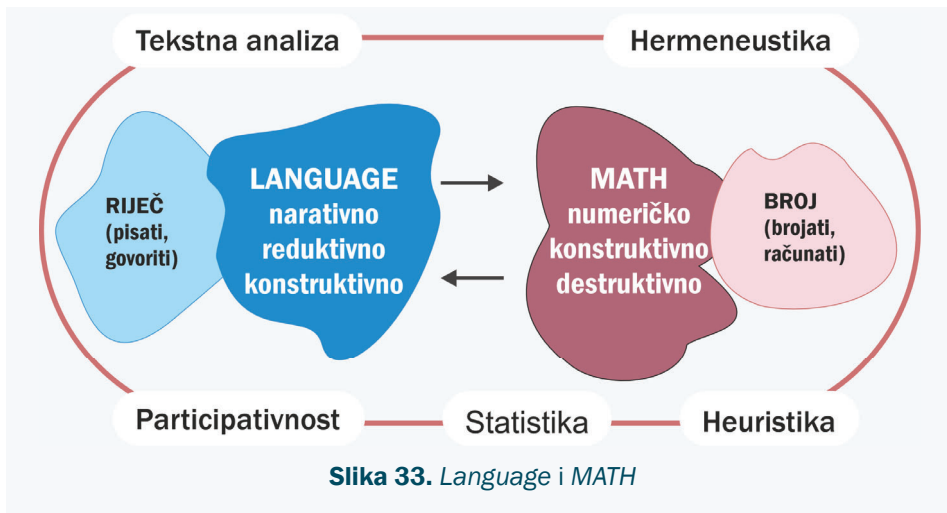 Tekstna analiza
Hermeneustika
RIJEČ
(pisati,
govoriti)
LANGUAGE
narativno
reduktivno
konstruktivno
MATH
numeričko
konstruktivno
destruktivno
BROJ
(brojati,
računati)
Participativnost
Statistika
Heuristika
Slika 33. Language i MATH